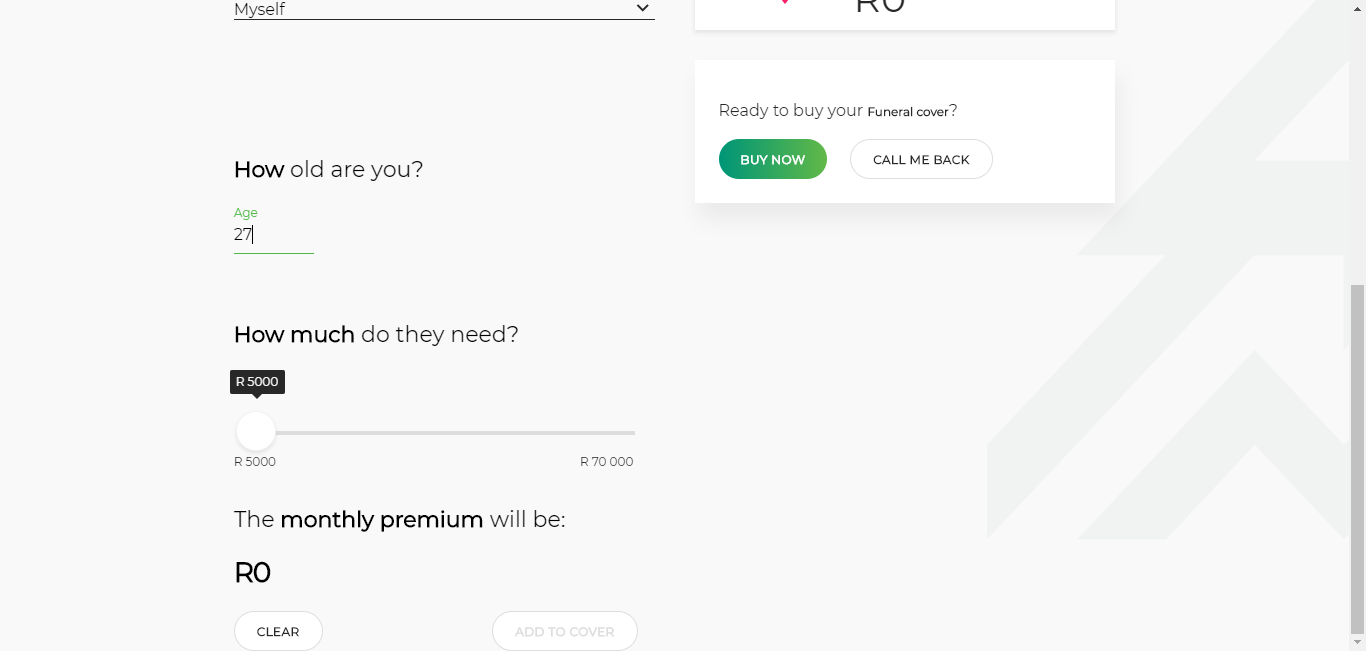 Myself
How old are you?
Age
27
How much do they need?
R 5000
R 5000
R 70 000
The monthly premium will be:
R0
CLEAR
ADD TO COVER
R0
Ready to buy your Funeral cover?
BUY NOW
CALL ME BACK